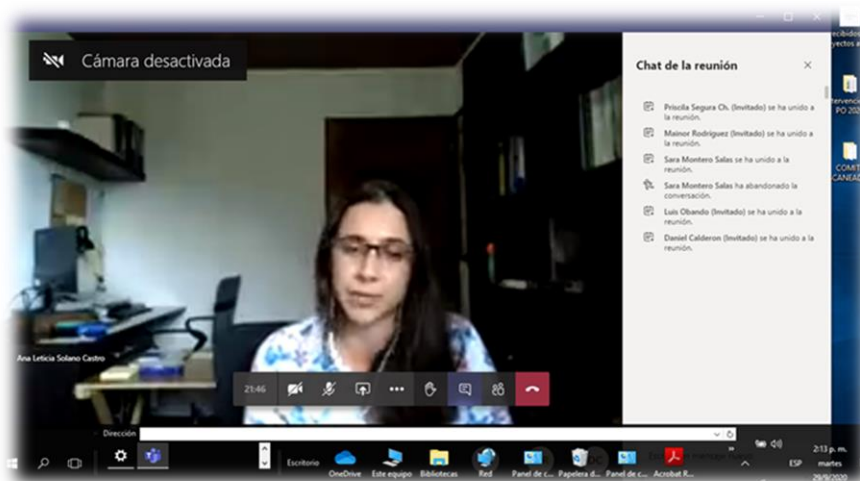 Cámara desactivada
Chat de la reunión
Priscila Segura Ch. (Invitado) se ha unido a
la reunión.
Mainor Rodríguez (Invitado) se ha unido a
la reunión.
Sara Montero Salas se ha unido a la
reunión.
Sara Montero Salas ha abandonado la
conversación.
Luis Obando (Invitado) se ha unido a la
reunión.
Daniel Calderon (Invitado) se ha unido a la
reunión.
Ana Leticia Solano Castro
21:46
Dirección
Escritorio
OneDrive
Este equipo
Bibliotecas
Red
Panel de c...
Papelera d...
Panel de c...
Acrobat R...
ESP
2:13 p. m.
martes
29/9/2020
PO 202
COMIT